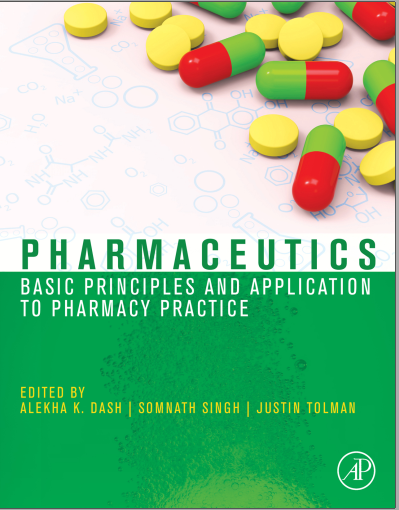 PHARMACEUTICS
BASIC PRINCIPLES AND APPLICATION
TO PHARMACY PRACTICE
EDITED BY
ALEKHA K. DASH | SOMNATH SINGH | JUSTIN TOLMAN
AP